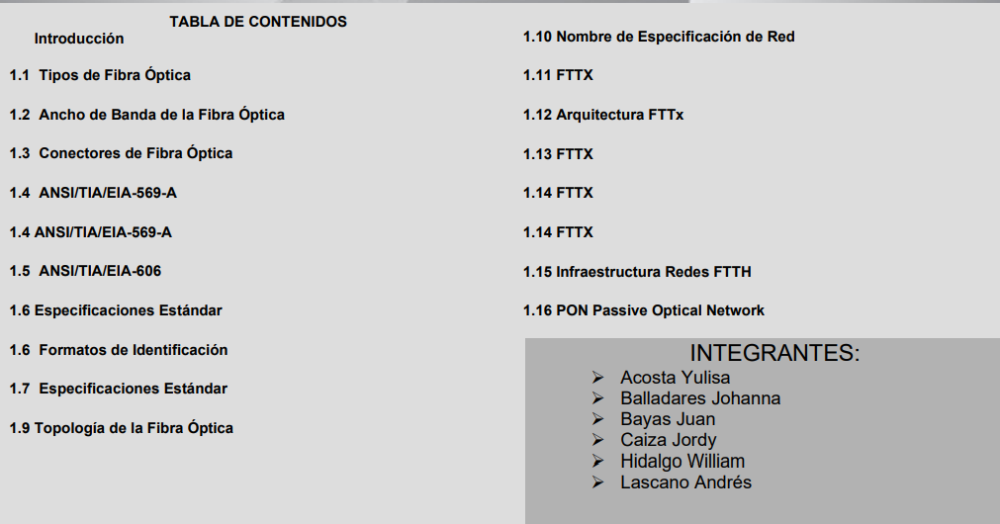 TABLA DE CONTENIDOS
Introducción
1.1 Tipos de Fibra Óptica
1.2 Ancho de Banda de la Fibra Óptica
1.3 Conectores de Fibra Óptica
1.4 ANSI/TIA/EIA-569-A
1.4 ANSI/TIA/EIA-569-A
1.5 ANSI/TIA/EIA-606
1.6 Especificaciones Estándar
1.6 Formatos de Identificación
1.7 Especificaciones Estándar
1.9 Topología de la Fibra Óptica
1.10 Nombre de Especificación de Red
1.11 FTTX
1.12 Arquitectura FTTx
1.13 FTTX
1.14 FTTX
1.14 FTTX
1.15 Infraestructura Redes FTTH
1.16 PON Passive Optical Network
INTEGRANTES:
➢ Acosta Yulisa
➢ Balladares Johanna
➢ Bayas Juan
➢ Caiza Jordy
➢ Hidalgo William
➢ Lascano Andrés